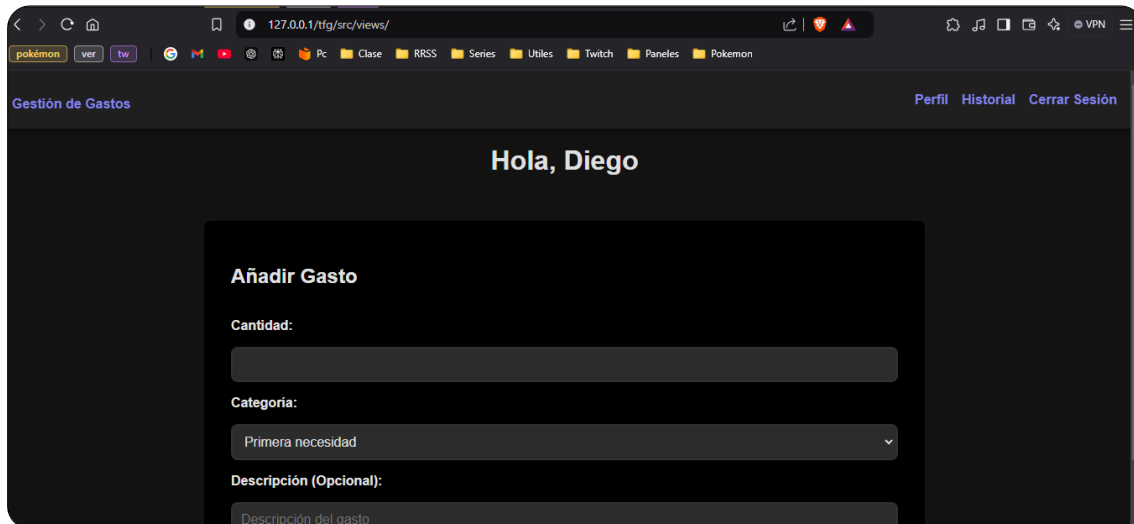 127.0.0.1/tfg/src/views/
VPN
pokémon ver tw Pc Clase RRSS Series Utiles Twitch Paneles Pokemon
Gestión de Gastos Perfil Historial Cerrar Sesión
Hola, Diego
Añadir Gasto
Cantidad:
Categoría:
Primera necesidad
Descripción (Opcional):
Descripción del gasto